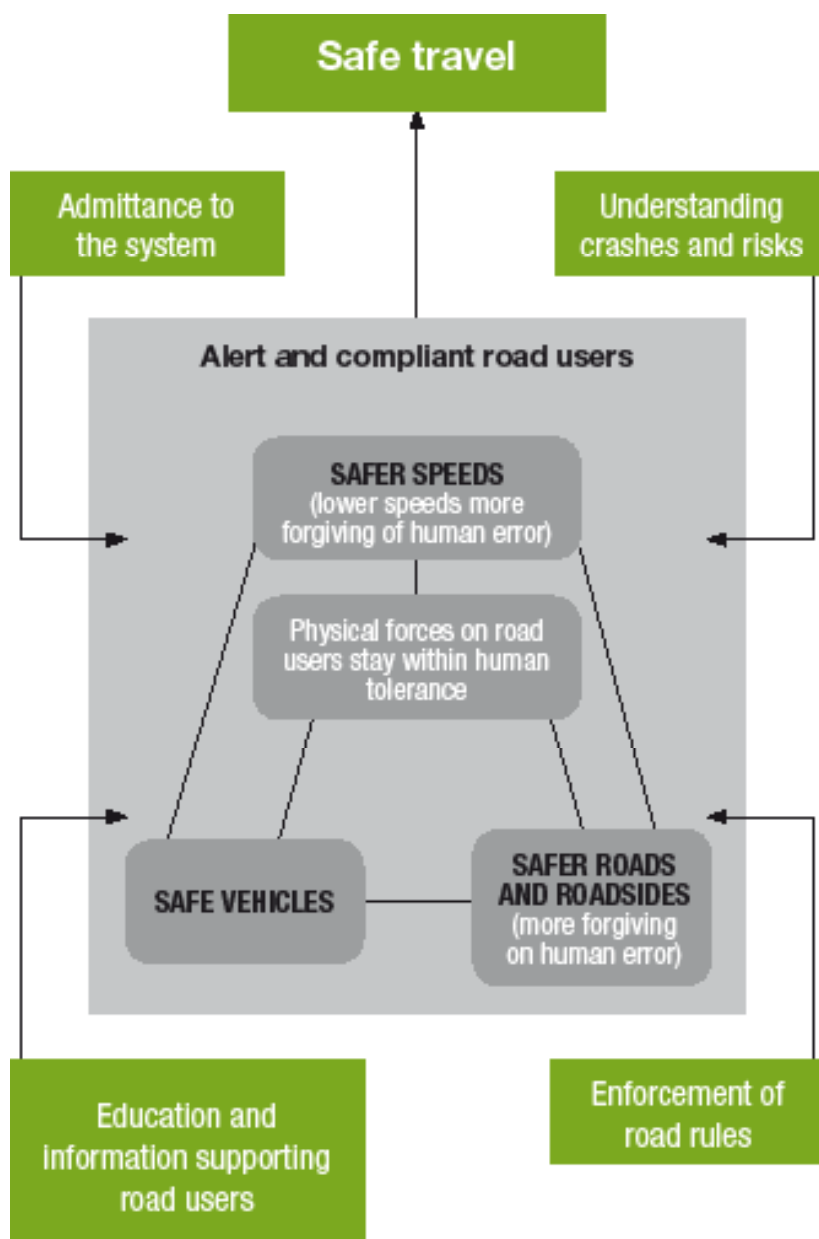 Safe travel
Admittance to
the system
Understanding
crashes and risks
Alert and compliant road users
SAFER SPEEDS
(lower speeds more
forgiving of human error)
Physical forces on road
users stay within human
tolerance
SAFE VEHICLES
SAFER ROADS
AND ROADSIDES
(more forgiving
on human error)
Education and
information supporting
road users
Enforcement of
road rules